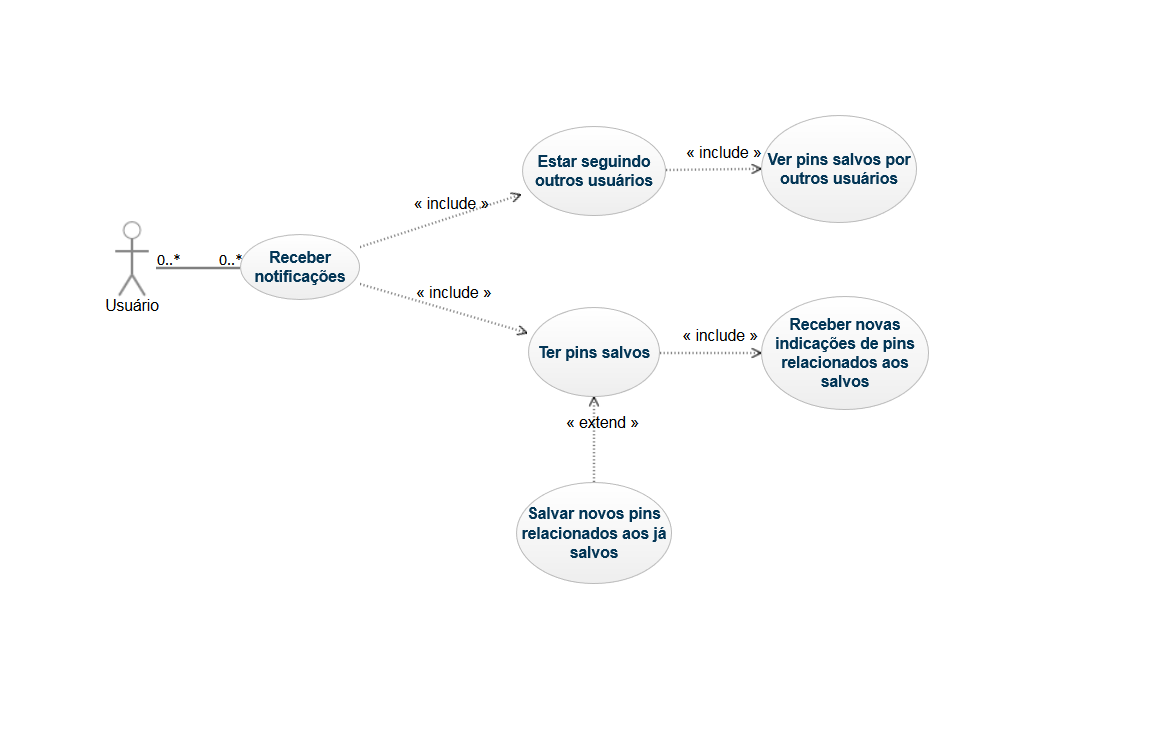 Estar seguindo
outros usuários
« include »
Ver pins salvos por
outros usuários
« include »
Usuário
0..*
0..*
Receber
notificações
« include »
Ter pins salvos
« include »
Receber novas
indicações de pins
relacionados aos
salvos
« extend »
Salvar novos pins
relacionados aos já
salvos